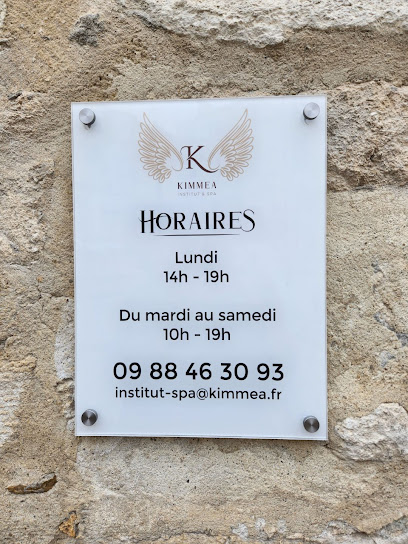 K
KIMMEA
INSTITUT & SPA
HORAIRES
Lundi
14h - 19h
Du mardi au samedi
10h - 19h
09 88 46 30 93
institut-spa@kimmea.fr